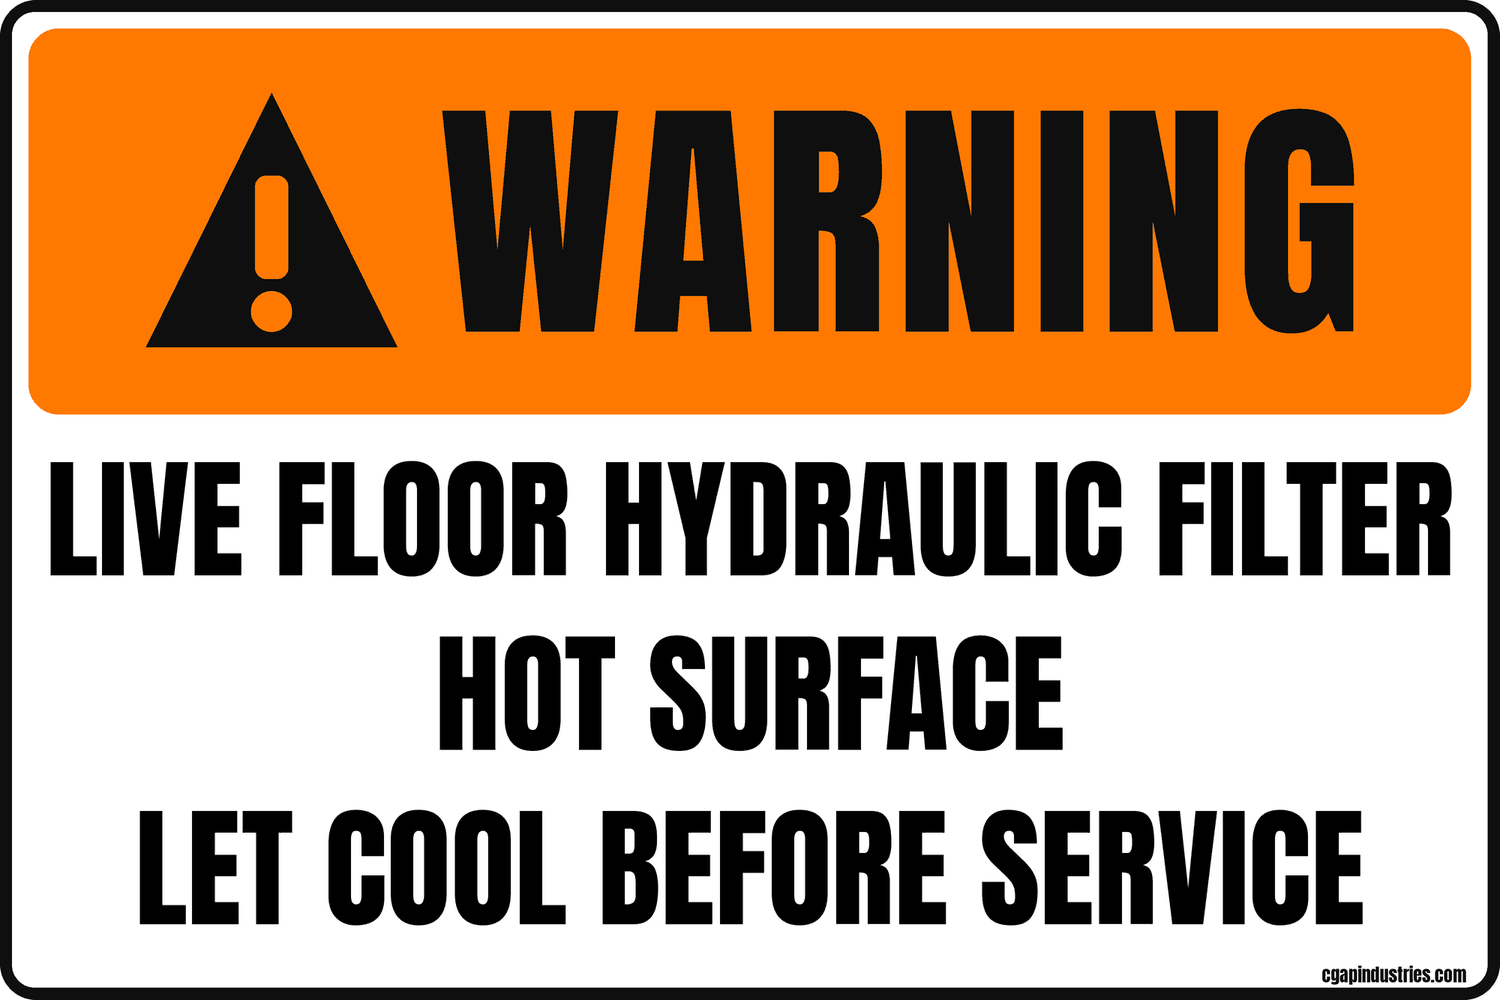 WARNING
LIVE FLOOR HYDRAULIC FILTER
HOT SURFACE
LET COOL BEFORE SERVICE
cgapindustries.com